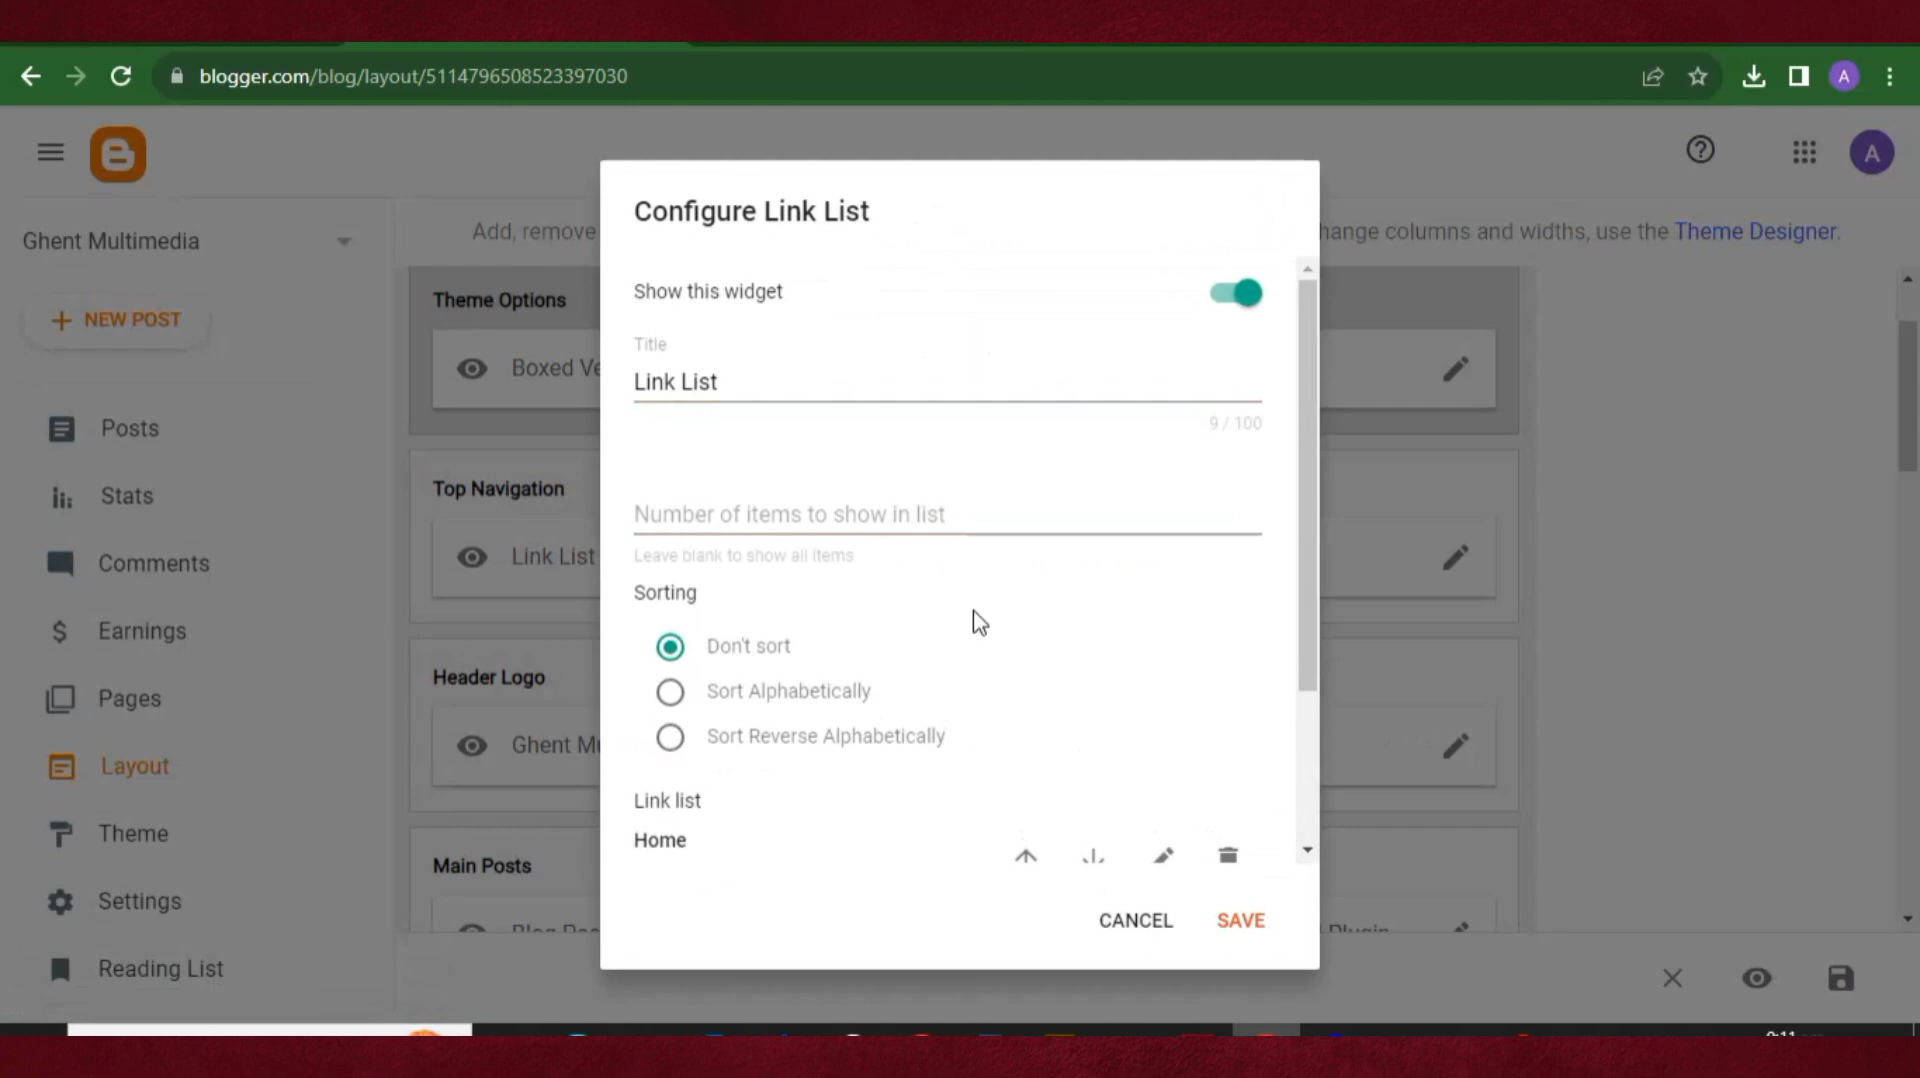 blogger.com/blog/layout/5114796508523397030
A
A
Ghent Multimedia
NEW POST
Posts
Stats
Comments
Earnings
Pages
Layout
Theme
Settings
Reading List
Add, remove
hange columns and widths, use the Theme Designer.
Theme Options
Boxed Ve
Top Navigation
Link List
Header Logo
Ghent Mu
Main Posts
Configure Link List
Show this widget
Title
Link List
9 / 100
Number of items to show in list
Leave blank to show all items
Sorting
Don't sort
Sort Alphabetically
Sort Reverse Alphabetically
Link list
Home
CANCEL
SAVE